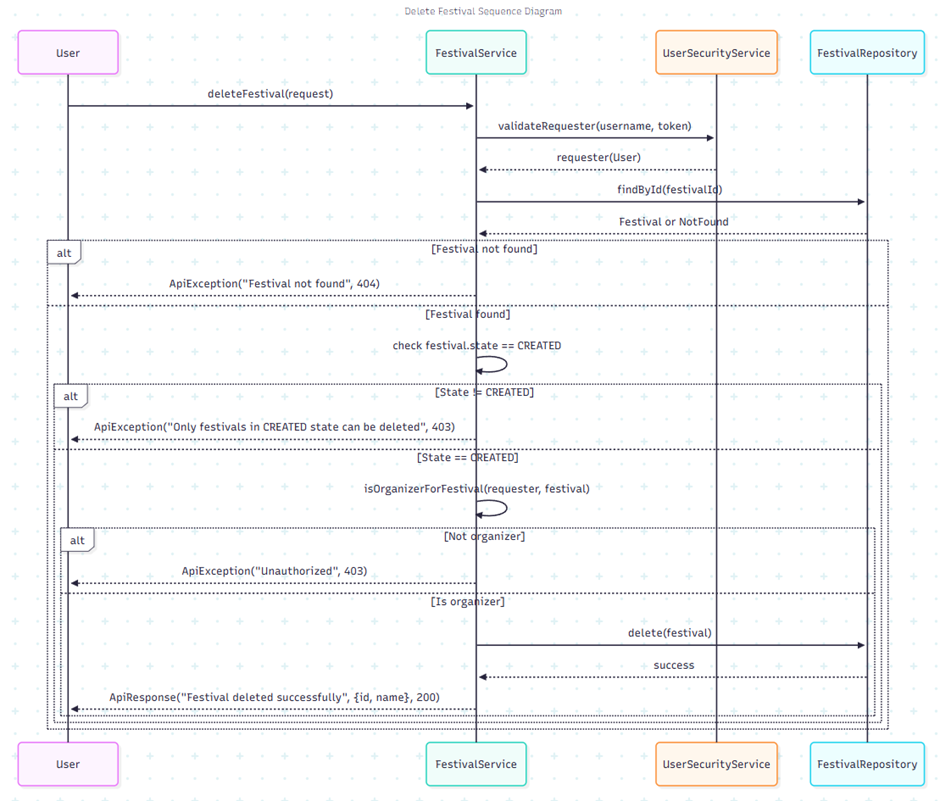 Delete Festival Sequence Diagram
User
FestivalService
UserSecurityService
FestivalRepository
deleteFestival(request)
validateRequester(username, token)
requester(User)
findById(festivalId)
Festival or NotFound
alt
[Festival not found]
ApiException("Festival not found", 404)
[Festival found]
check festival.state == CREATED
alt
[State != CREATED]
ApiException("Only festivals in CREATED state can be deleted", 403)
[State == CREATED]
isOrganizerForFestival(requester, festival)
alt
[Not organizer]
ApiException("Unauthorized", 403)
[Is organizer]
delete(festival)
success
ApiResponse("Festival deleted successfully", {id, name}, 200)
User
FestivalService
UserSecurityService
FestivalRepository